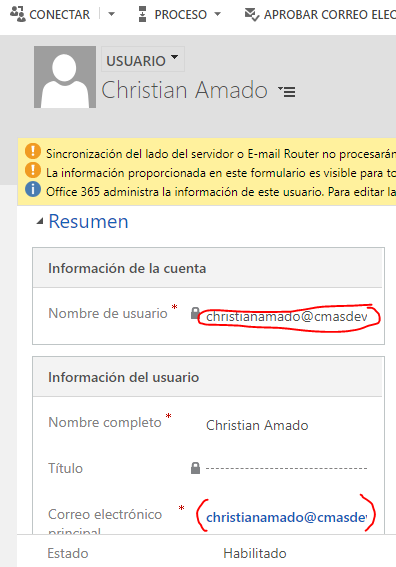 CONECTAR PROCESO APROBAR CORREO ELEC
USUARIO
Christian Amado
Sincronización del lado del servidor o E-mail Router no procesarán
La información proporcionada en este formulario es visible para to
Office 365 administra la información de este usuario. Para editar la
Resumen
Información de la cuenta
Nombre de usuario * christianamado@cmasdev
Información del usuario
Nombre completo * Christian Amado
Título
Correo electrónico * christianamado@cmasdev
principal
Estado Habilitado